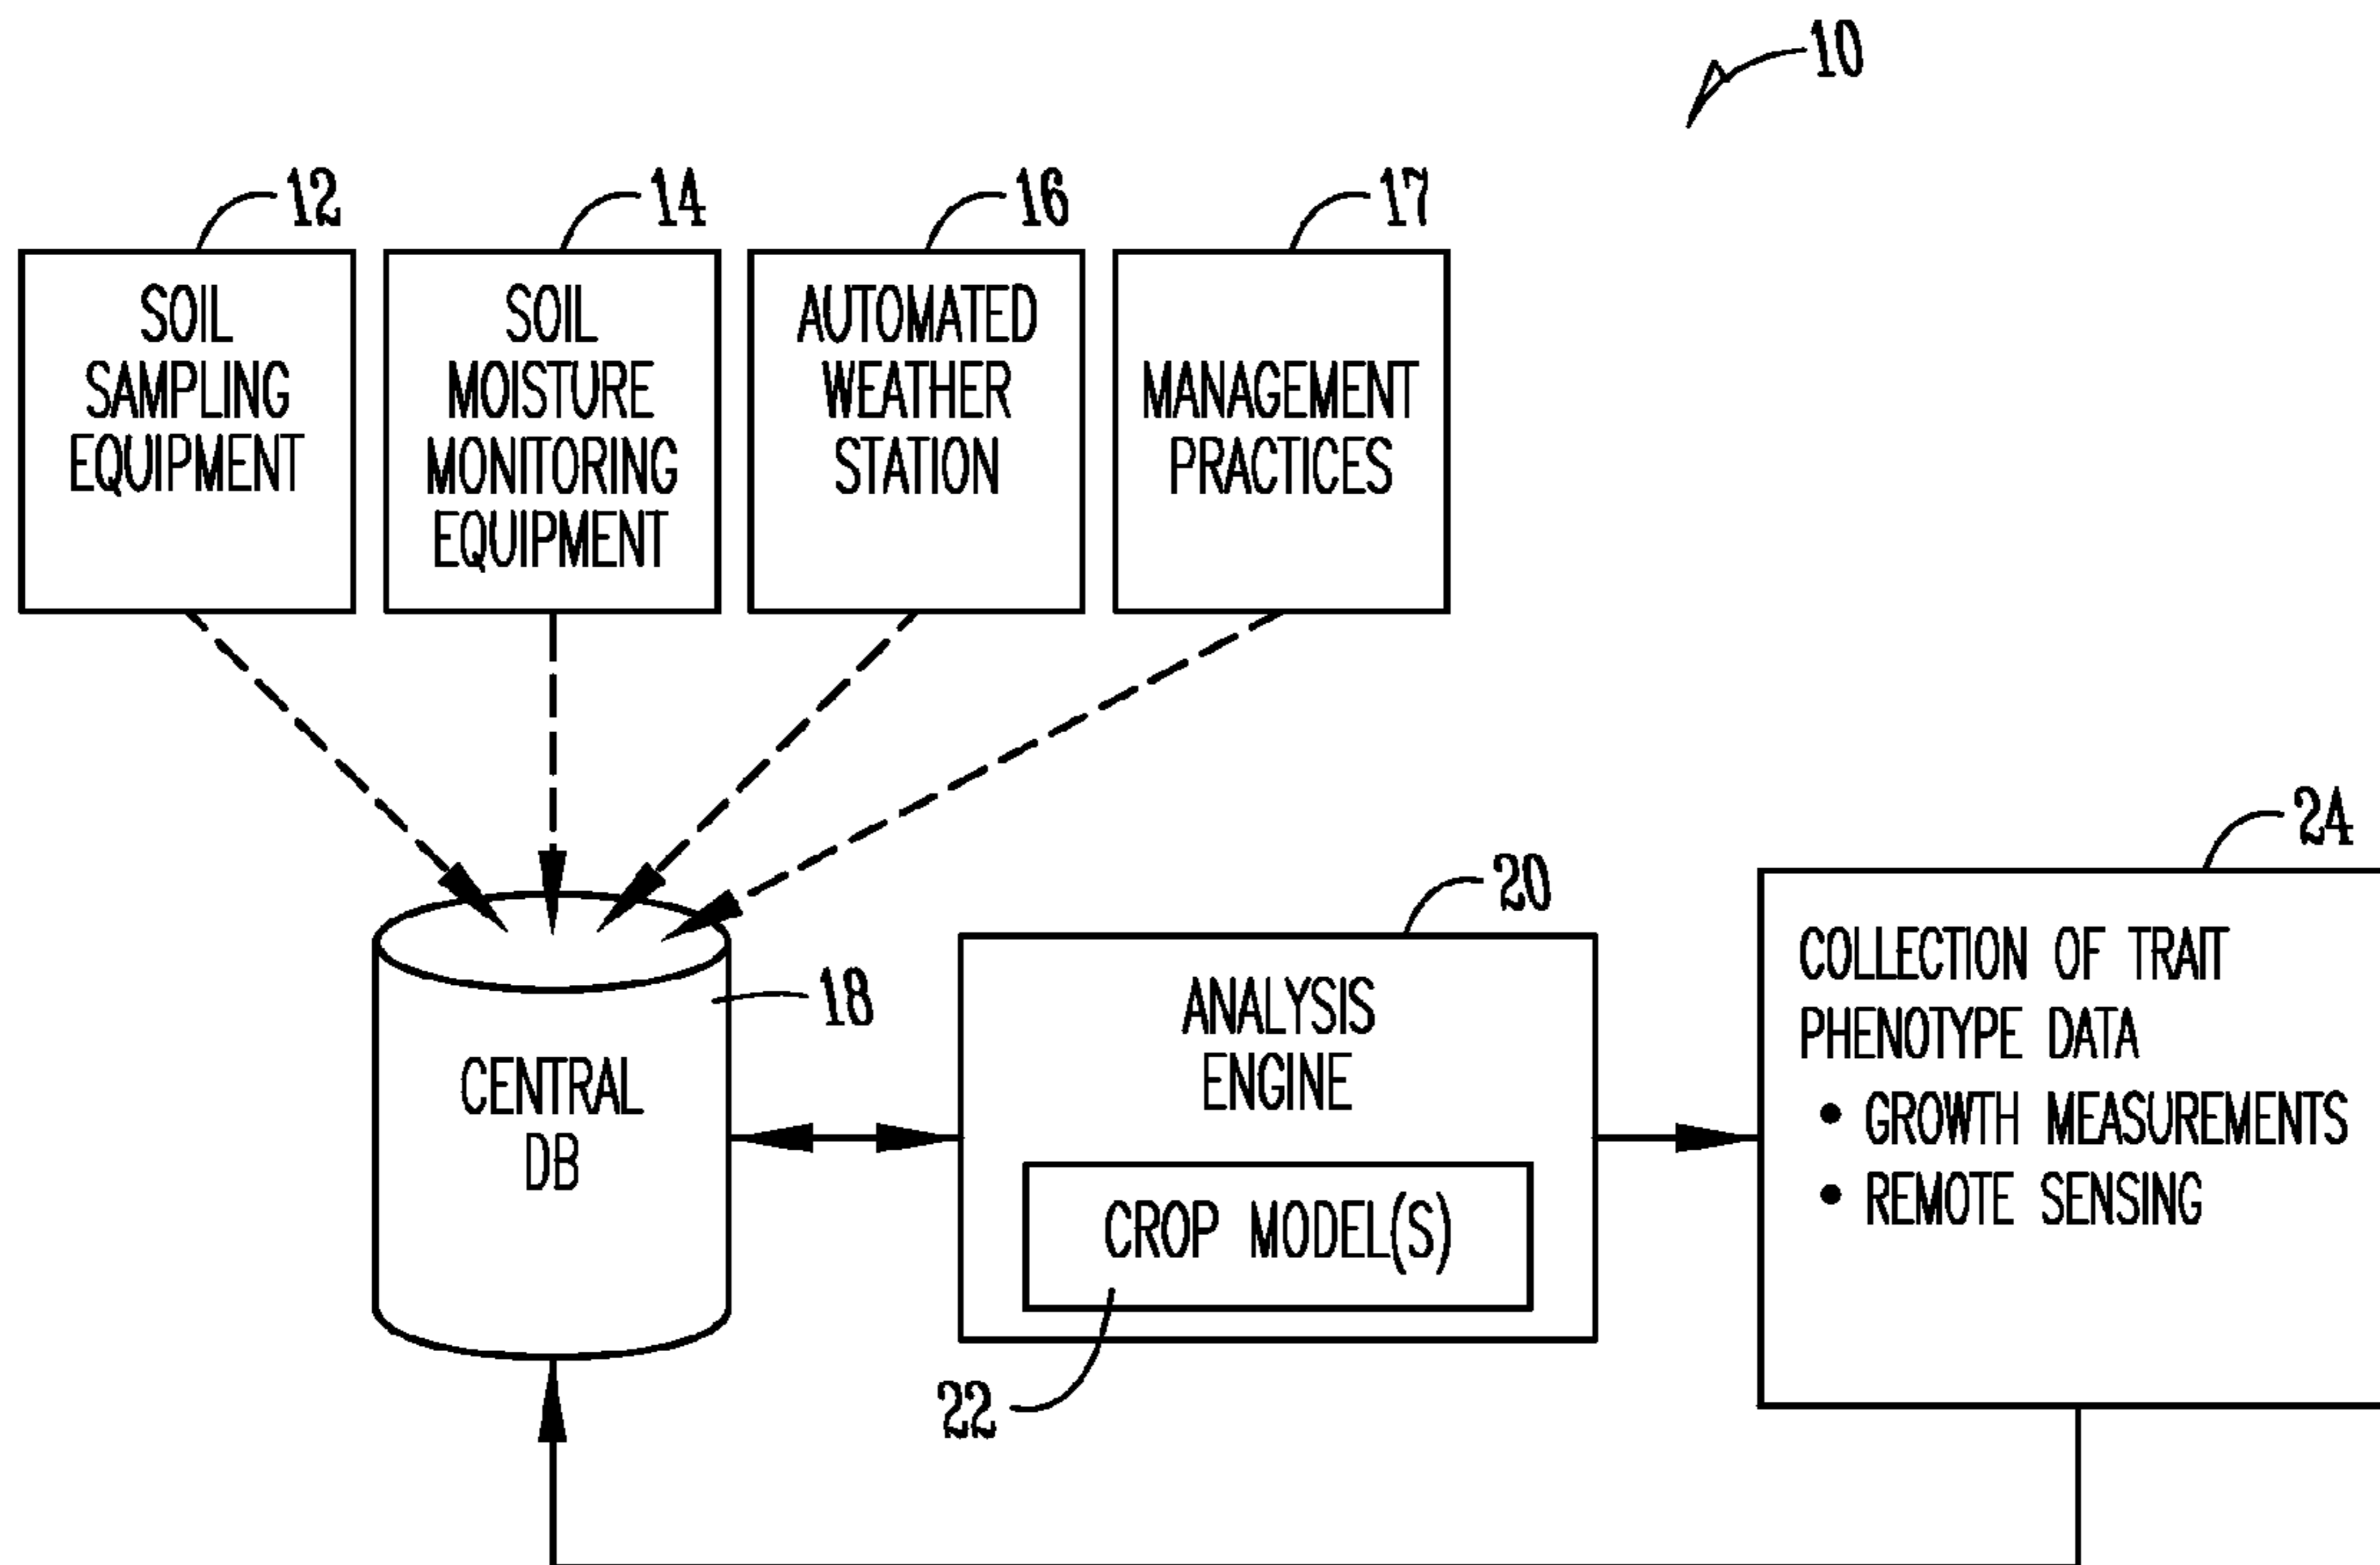 10
12
14
16
17
SOIL
SAMPLING
EQUIPMENT
SOIL
MOISTURE
MONITORING
EQUIPMENT
AUTOMATED
WEATHER
STATION
MANAGEMENT
PRACTICES
18
CENTRAL
DB
20
ANALYSIS
ENGINE
CROP MODEL(S)
22
24
COLLECTION OF TRAIT
PHENOTYPE DATA
• GROWTH MEASUREMENTS
• REMOTE SENSING